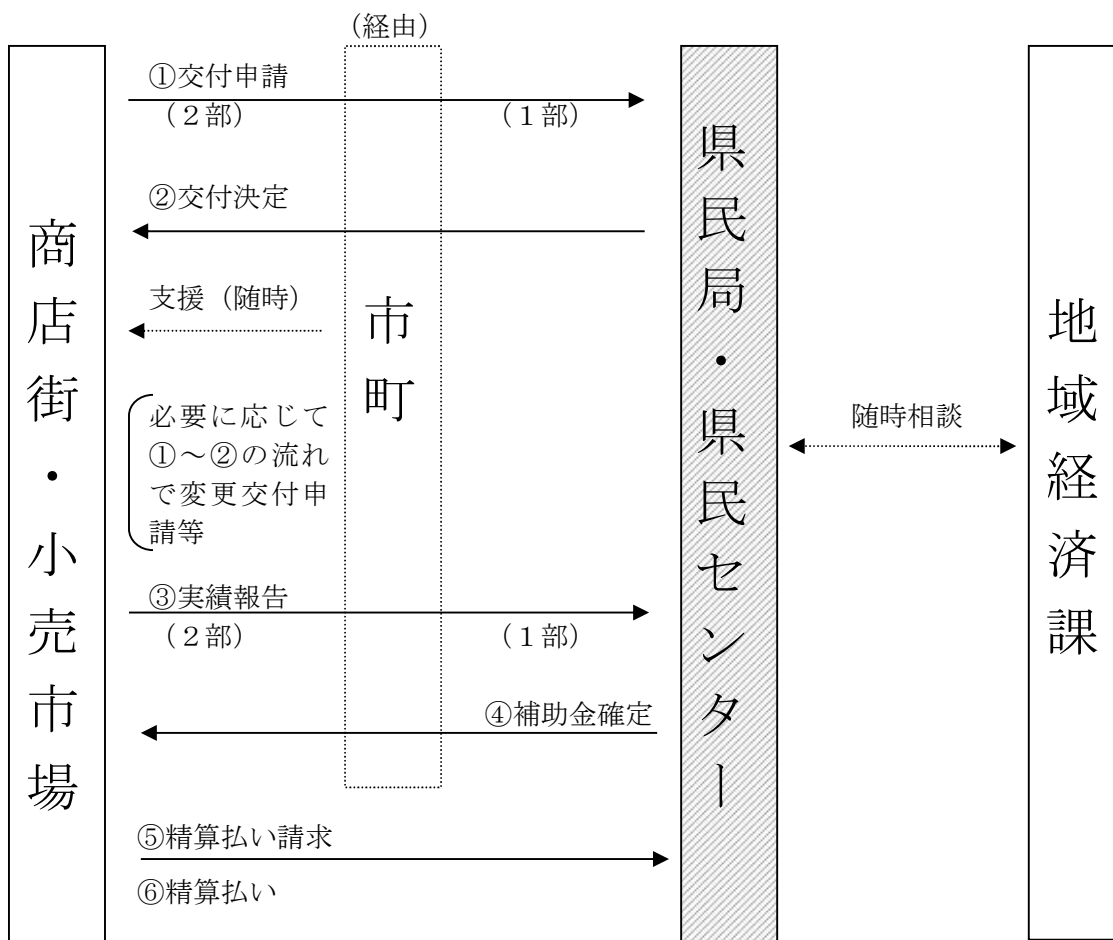 （経由）
①交付申請
（２部）
（１部）
②交付決定
支援（随時）
必要に応じて
①～②の流れ
で変更交付申
請等
③実績報告
（２部）
（１部）
④補助金確定
⑤精算払い請求
⑥精算払い
商店街・小売市場
市町
県民局・県民センター
随時相談
地域経済課